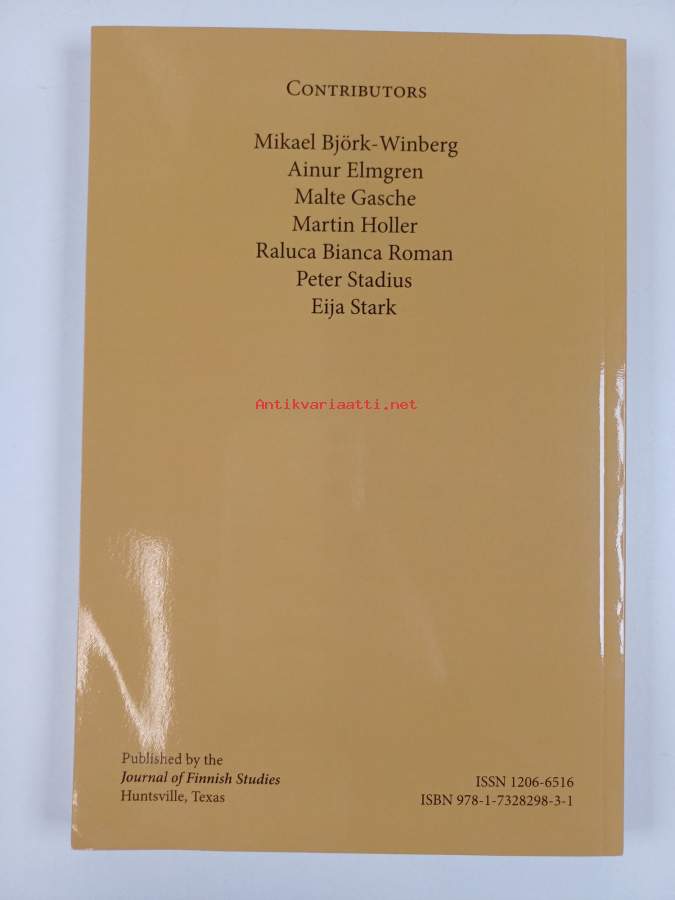 CONTRIBUTORS
Mikael Björk-Winberg
Ainur Elmgren
Malte Gasche
Martin Holler
Raluca Bianca Roman
Peter Stadius
Eija Stark
Antikvariaatti.net
Published by the
Journal of Finnish Studies
Huntsville, Texas
ISSN 1206-6516
ISBN 978-1-7328298-3-1